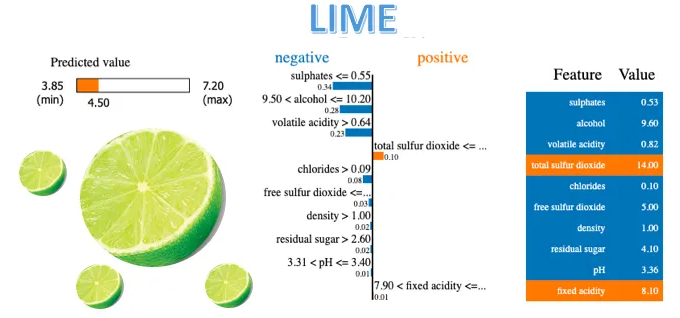 LIME
Predicted value
3.85
(min)
4.50
7.20
(max)
negative positive
sulphates <= 0.55
0.34
9.50 < alcohol <= 10.20
0.28
volatile acidity > 0.64
0.23
total sulfur dioxide <= ...
0.10
chlorides > 0.09
0.08
free sulfur dioxide <=...
0.03
density > 1.00
0.02
residual sugar > 2.60
0.02
3.31 < pH <= 3.40
0.01
7.90 < fixed acidity <=...
0.01
Feature Value
sulphates 0.53
alcohol 9.60
volatile acidity 0.82
total sulfur dioxide 14.00
chlorides 0.10
free sulfur dioxide 5.00
density 1.00
residual sugar 4.10
pH 3.36
fixed acidity 8.10